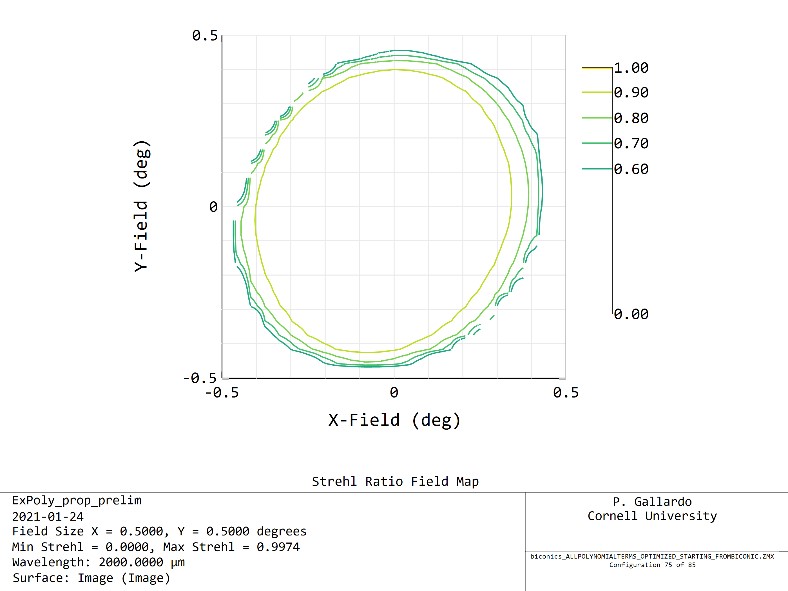 0.5
0
-0.5
-0.5
0
0.5
Y-Field (deg)
X-Field (deg)
1.00
0.90
0.80
0.70
0.60
0.00
Strehl Ratio Field Map
ExPoly_prop_prelim
2021-01-24
Field Size X = 0.5000, Y = 0.5000 degrees
Min Strehl = 0.0000, Max Strehl = 0.9974
Wavelength: 2000.0000 µm
Surface: Image (Image)
P. Gallardo
Cornell University
biconics_ALLPOLYNOMIALTERMS_OPTIMIZED_STARTING_FROMBICONIC.ZMX
Configuration 75 of 85